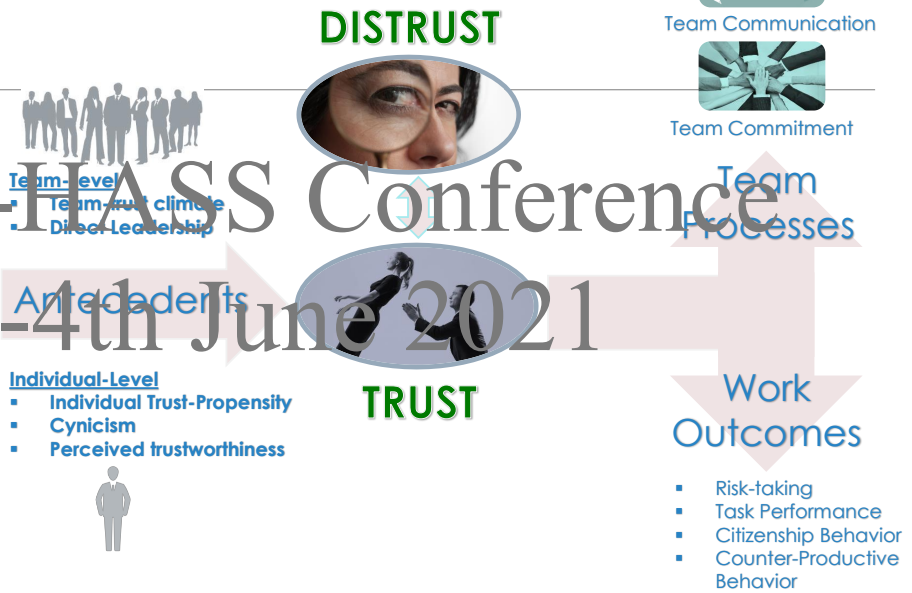 DISTRUST
Team Communication
Team Commitment
Team-Level
▪ Team-trust climate
▪ Direct Leadership
-HASS Conference
Team
Processes
Antecedents
-4th June 2021
Individual-Level
▪ Individual Trust-Propensity
▪ Cynicism
▪ Perceived trustworthiness
TRUST
Work
Outcomes
▪ Risk-taking
▪ Task Performance
▪ Citizenship Behavior
▪ Counter-Productive
Behavior